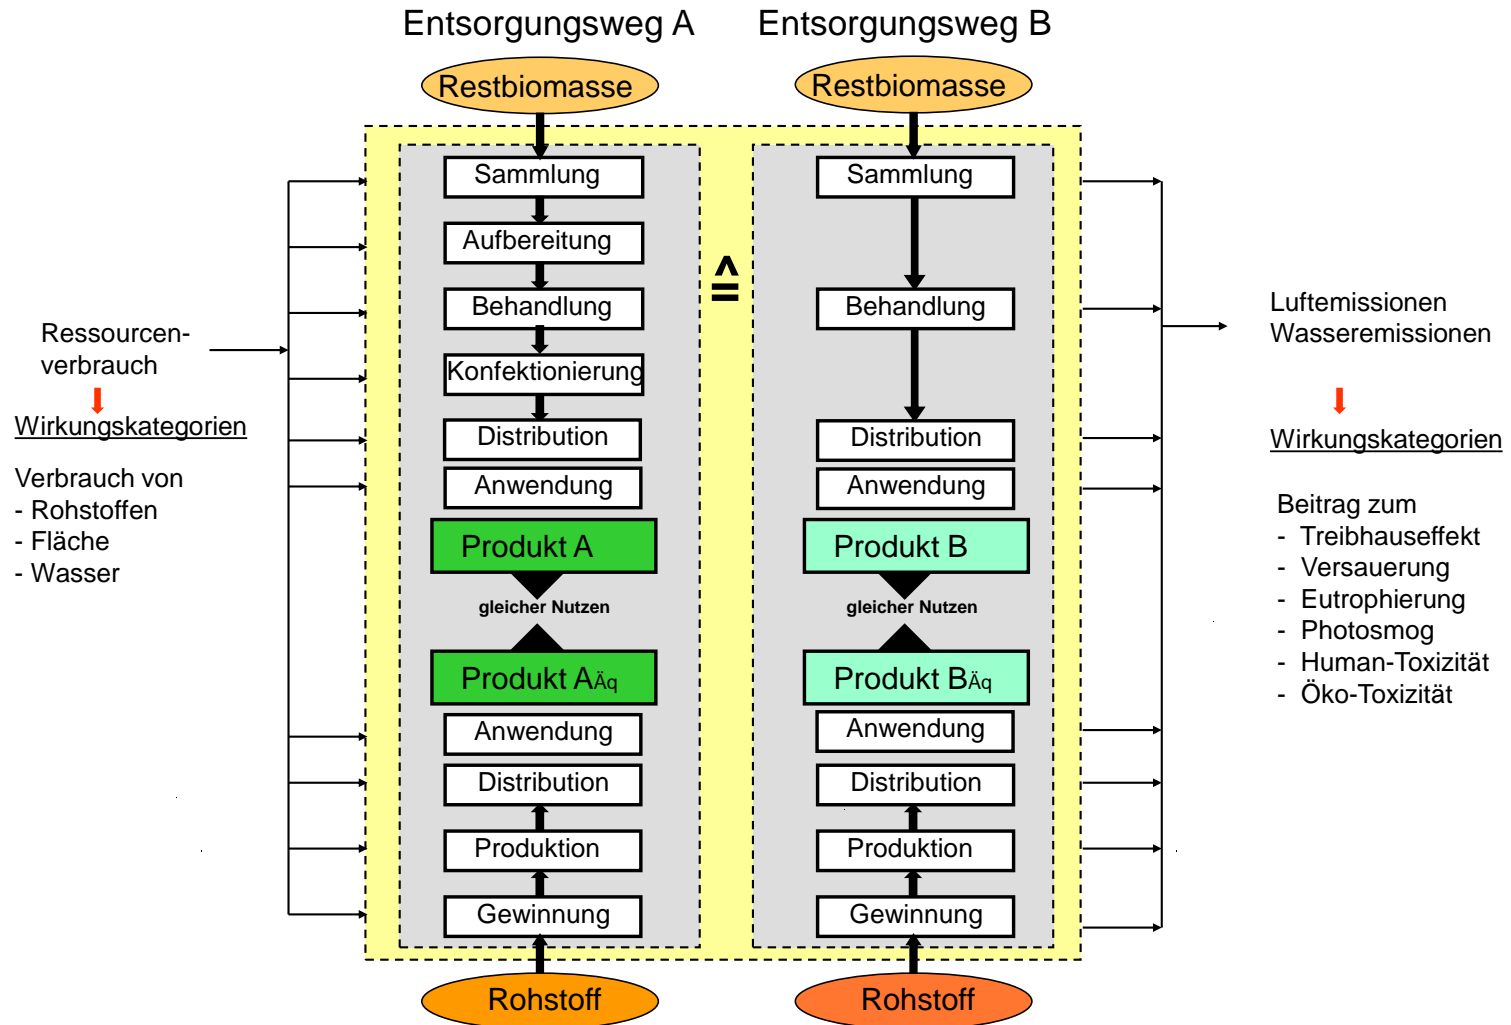 Entsorgungsweg A
Entsorgungsweg B
Restbiomasse
Restbiomasse
Sammlung
Aufbereitung
Behandlung
Konfektionierung
Distribution
Anwendung
Produkt A
gleicher Nutzen
Produkt AÄq
Anwendung
Distribution
Produktion
Gewinnung
Rohstoff
≙
Sammlung
Behandlung
Distribution
Anwendung
Produkt B
gleicher Nutzen
Produkt BÄq
Anwendung
Distribution
Produktion
Gewinnung
Rohstoff
Ressourcen-
verbrauch
Wirkungskategorien
Verbrauch von
- Rohstoffen
- Fläche
- Wasser
Luftemissionen
Wasseremissionen
Wirkungskategorien
Beitrag zum
- Treibhauseffekt
- Versauerung
- Eutrophierung
- Photosmog
- Human-Toxizität
- Öko-Toxizität